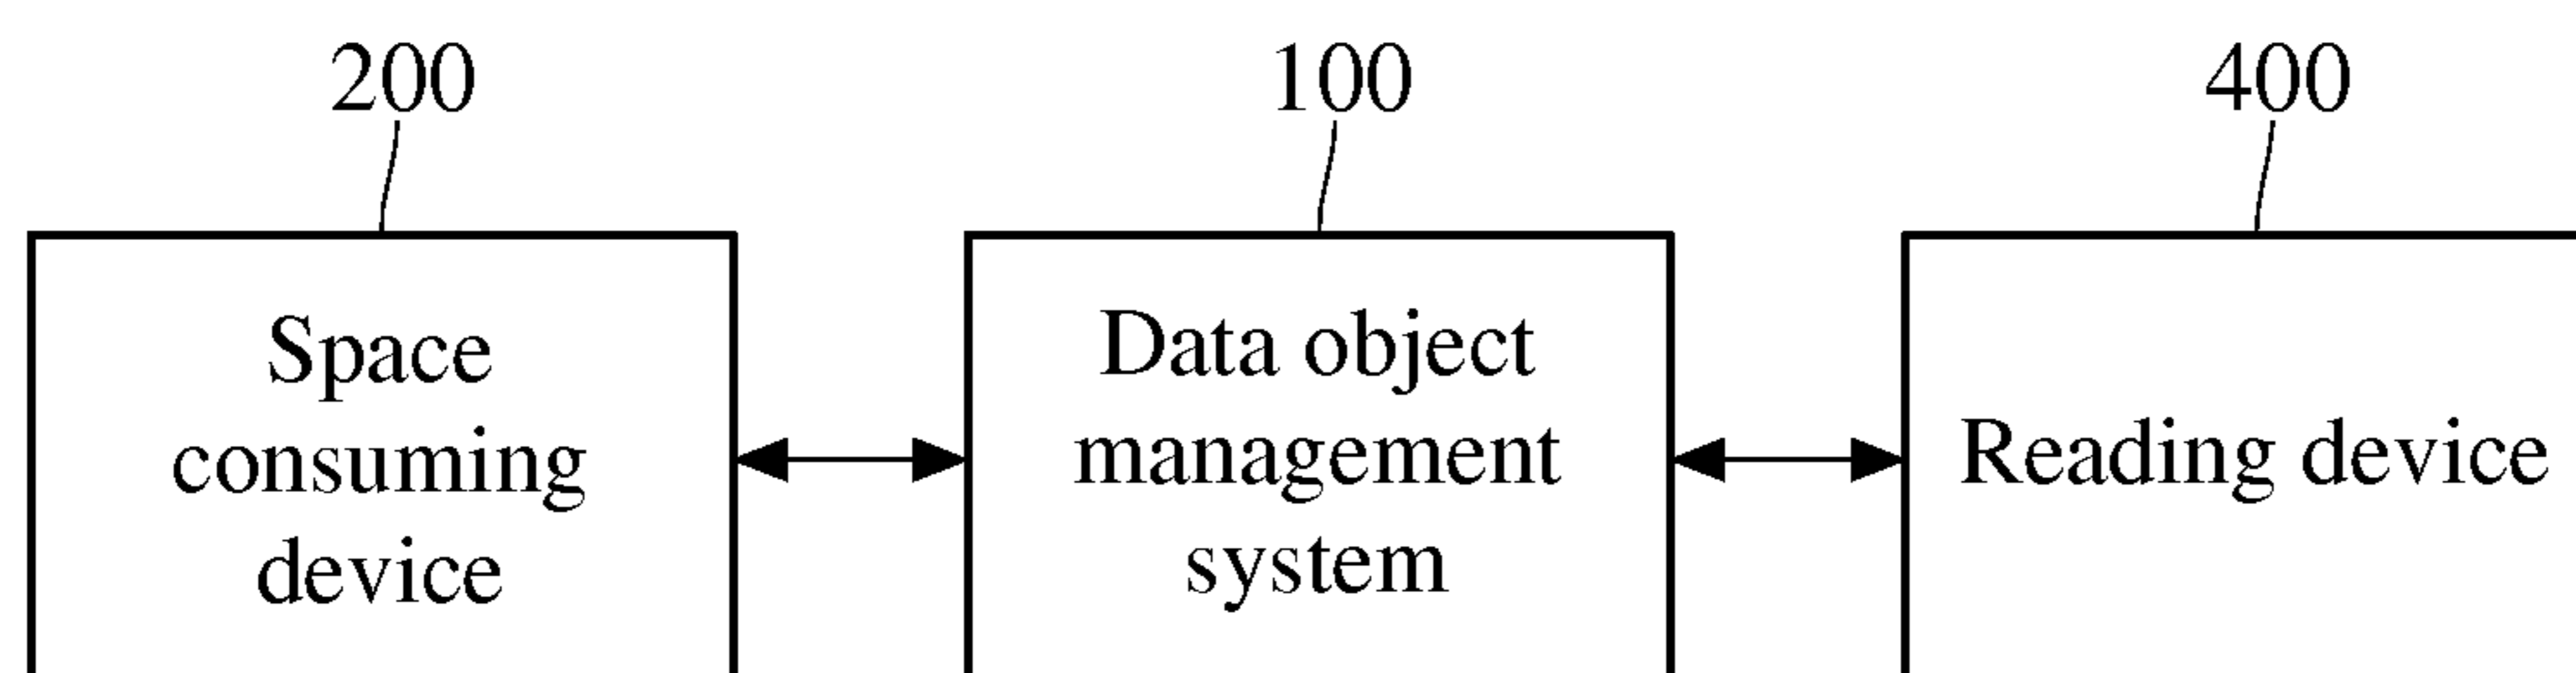 200
100
400
Space
consuming
device
Data object
management
system
Reading device